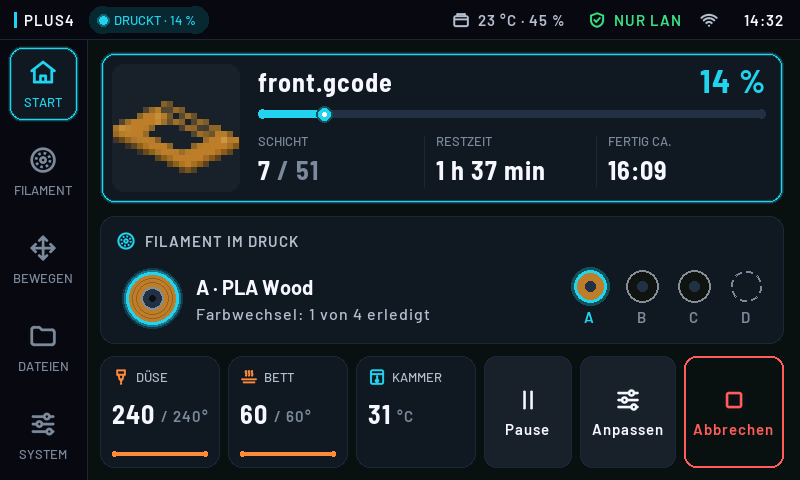 PLUS4
DRUCKT · 14 %
23 °C · 45 %
NUR LAN
14:32
START
FILAMENT
BEWEGEN
DATEIEN
SYSTEM
front.gcode
14 %
SCHICHT
7 / 51
RESTZEIT
1 h 37 min
FERTIG CA.
16:09
FILAMENT IM DRUCK
A · PLA Wood
Farbwechsel: 1 von 4 erledigt
A
B
C
D
DÜSE
240 / 240°
BETT
60 / 60°
KAMMER
31 °C
Pause
Anpassen
Abbrechen